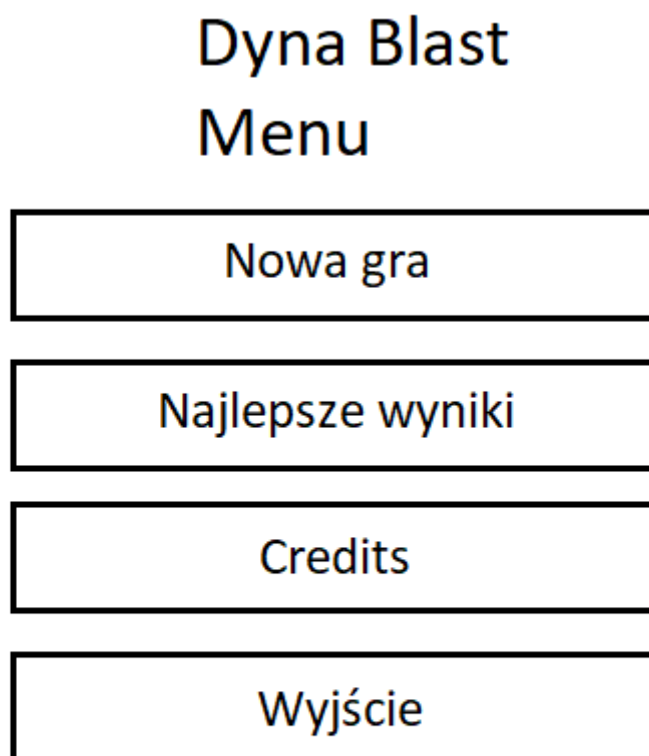 Dyna Blast
Menu
Nowa gra
Najlepsze wyniki
Credits
Wyjście